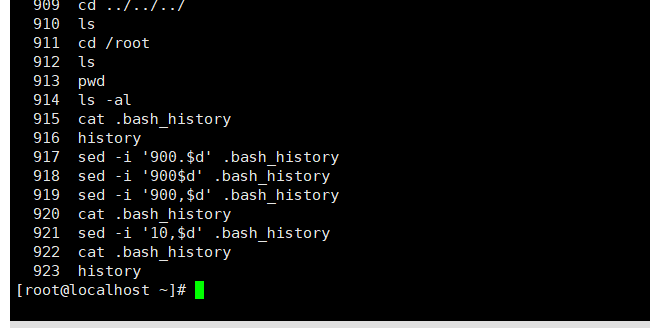 909 cd ../../../
910 ls
911 cd /root
912 ls
913 pwd
914 ls -al
915 cat .bash_history
916 history
917 sed -i '900.$d' .bash_history
918 sed -i '900$d' .bash_history
919 sed -i '900,$d' .bash_history
920 cat .bash_history
921 sed -i '10,$d' .bash_history
922 cat .bash_history
923 history
[root@localhost ~]#